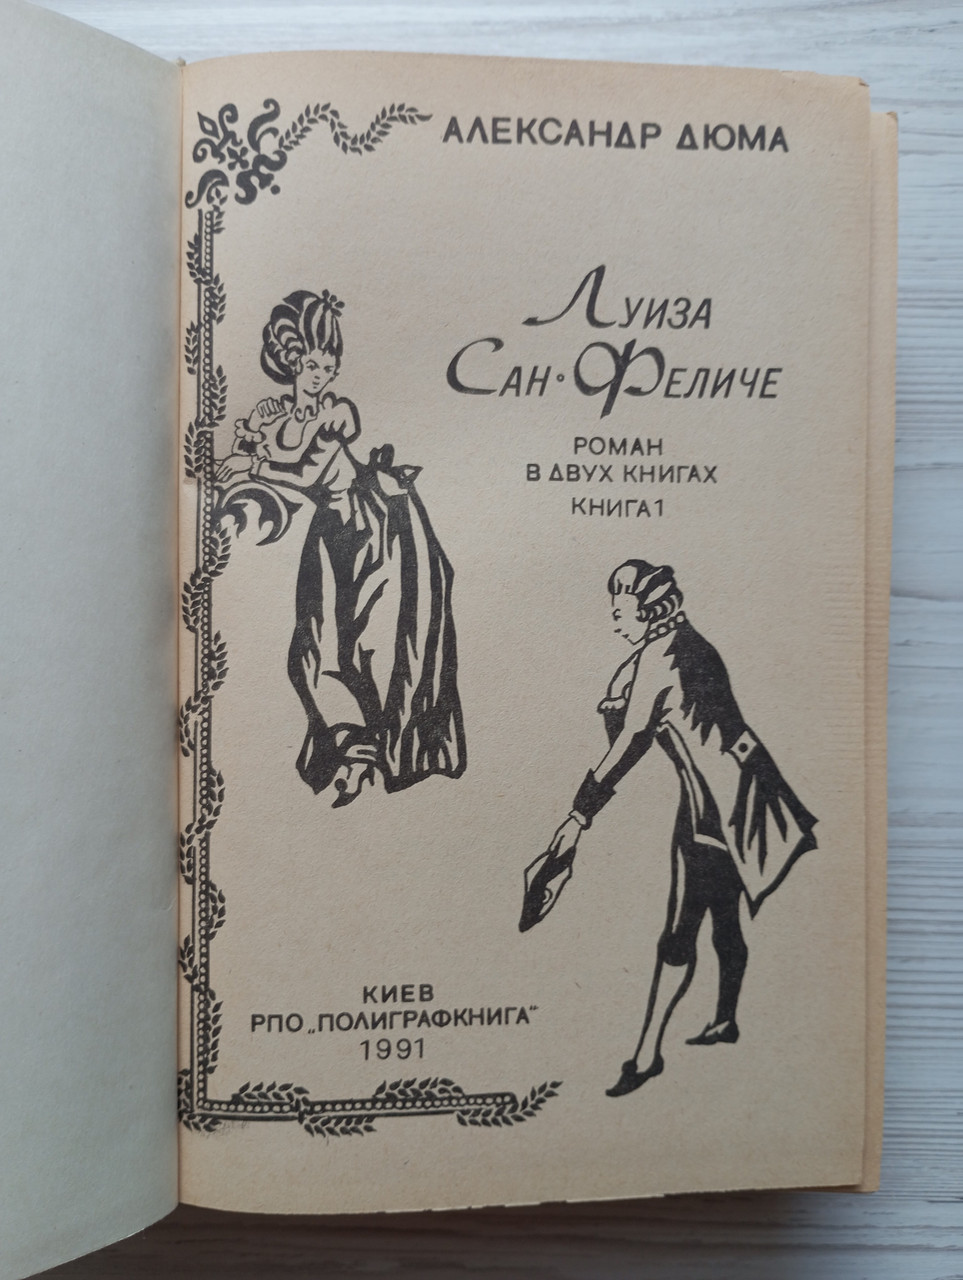 АЛЕКСАНДР ДЮМА
ЛУИЗА
САН-ФЕЛИЧЕ
РОМАН
В ДВУХ КНИГАХ
КНИГА 1
КИЕВ
РПО „ПОЛИГРАФКНИГА"
1991